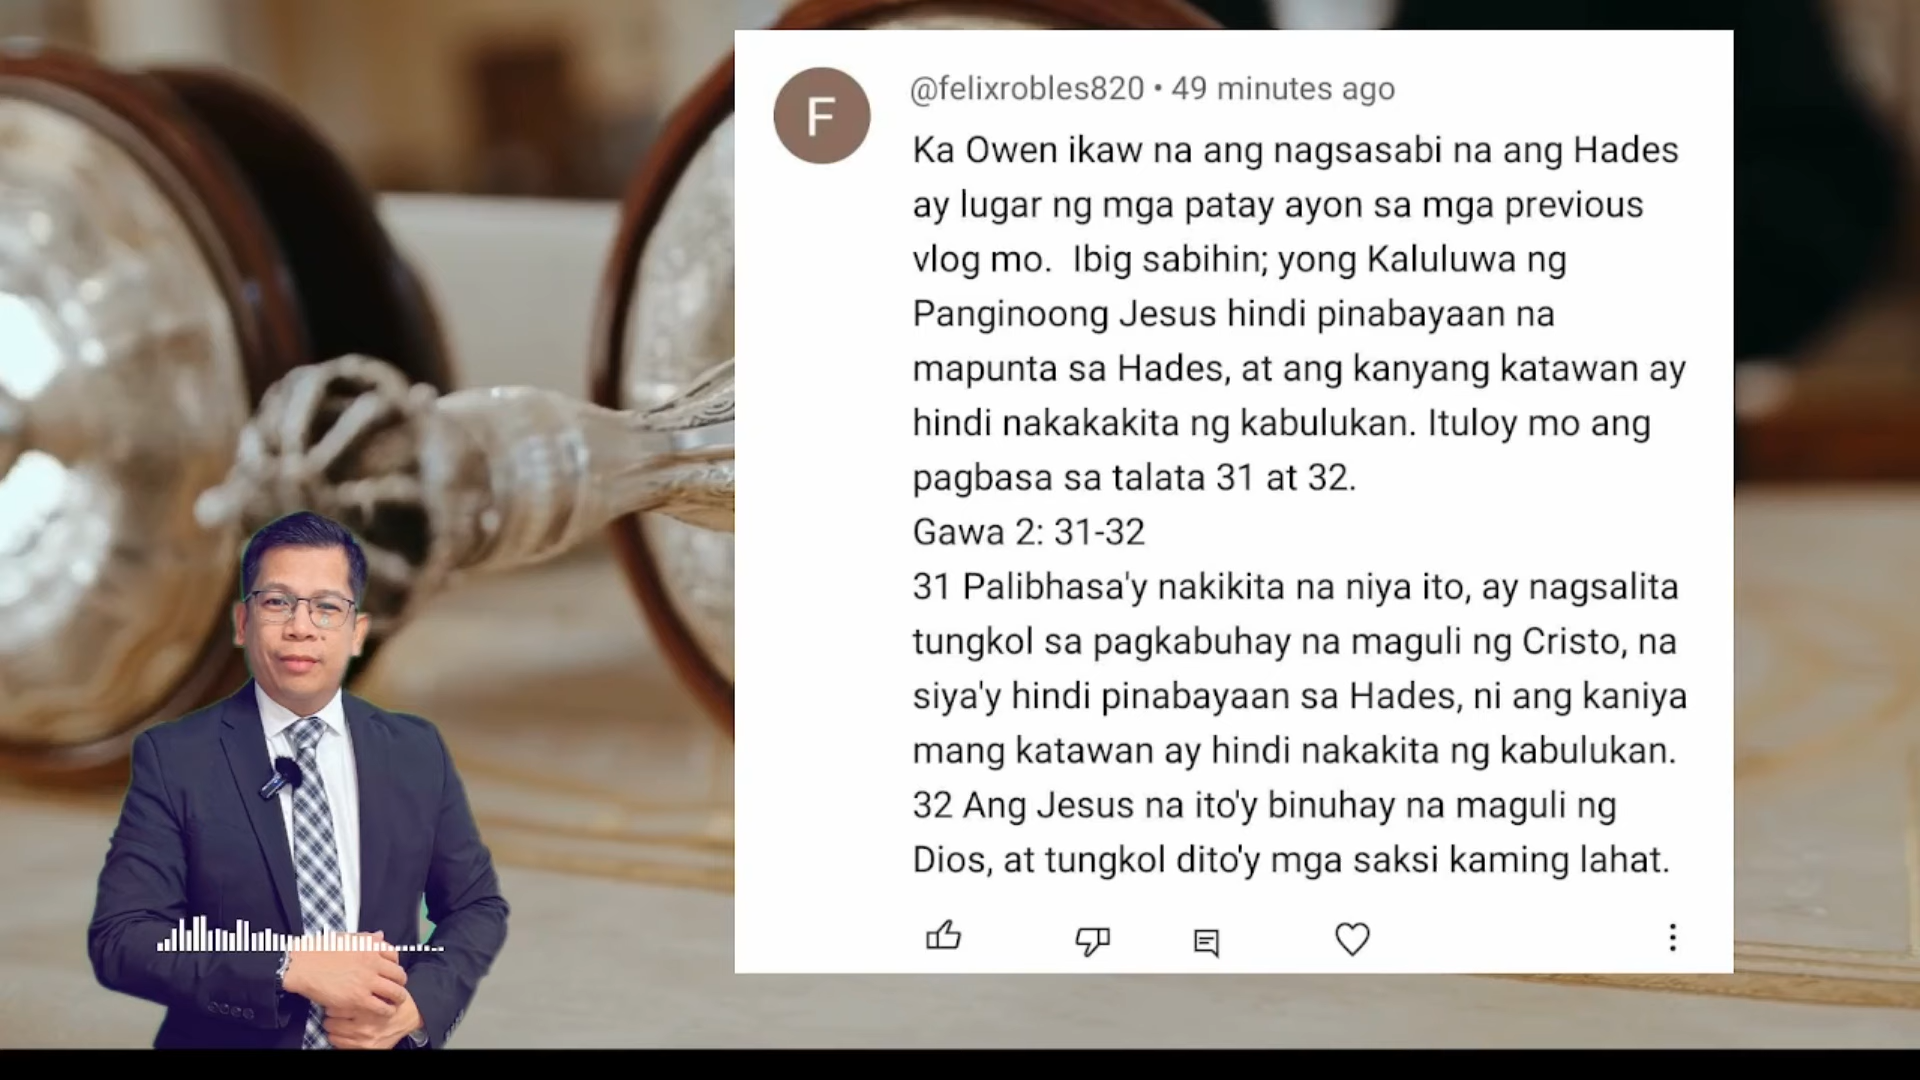 F
@felixrobles820 • 49 minutes ago
Ka Owen ikaw na ang nagsasabi na ang Hades
ay lugar ng mga patay ayon sa mga previous
vlog mo.  Ibig sabihin; yong Kaluluwa ng
Panginoong Jesus hindi pinabayaan na
mapunta sa Hades, at ang kanyang katawan ay
hindi nakakakita ng kabulukan. Ituloy mo ang
pagbasa sa talata 31 at 32.
Gawa 2: 31-32
31 Palibhasa'y nakikita na niya ito, ay nagsalita
tungkol sa pagkabuhay na maguli ng Cristo, na
siya'y hindi pinabayaan sa Hades, ni ang kaniya
mang katawan ay hindi nakakita ng kabulukan.
32 Ang Jesus na ito'y binuhay na maguli ng
Dios, at tungkol dito'y mga saksi kaming lahat.